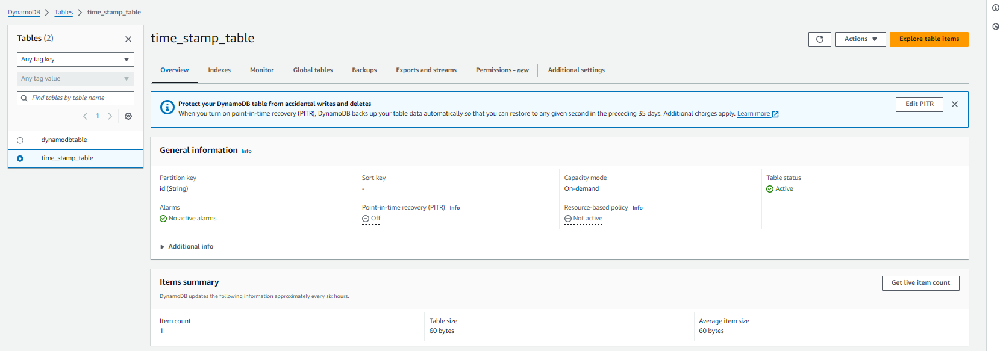 DynamoDB > Tables > time_stamp_table
Tables (2)
Any tag key
Any tag value
Find tables by table name
1
dynamodbtable
time_stamp_table
time_stamp_table
Actions
Explore table items
Overview
Indexes
Monitor
Global tables
Backups
Exports and streams
Permissions - new
Additional settings
Protect your DynamoDB table from accidental writes and deletes
When you turn on point-in-time recovery (PITR), DynamoDB backs up your table data automatically so that you can restore to any given second in the preceding 35 days. Additional charges apply. Learn more
Edit PITR
General information Info
Partition key
id (String)
Sort key
-
Capacity mode
On-demand
Table status
Active
Alarms
No active alarms
Point-in-time recovery (PITR) Info
Off
Resource-based policy Info
Not active
Additional info
Items summary
Get live item count
DynamoDB updates the following information approximately every six hours.
Item count
1
Table size
60 bytes
Average item size
60 bytes